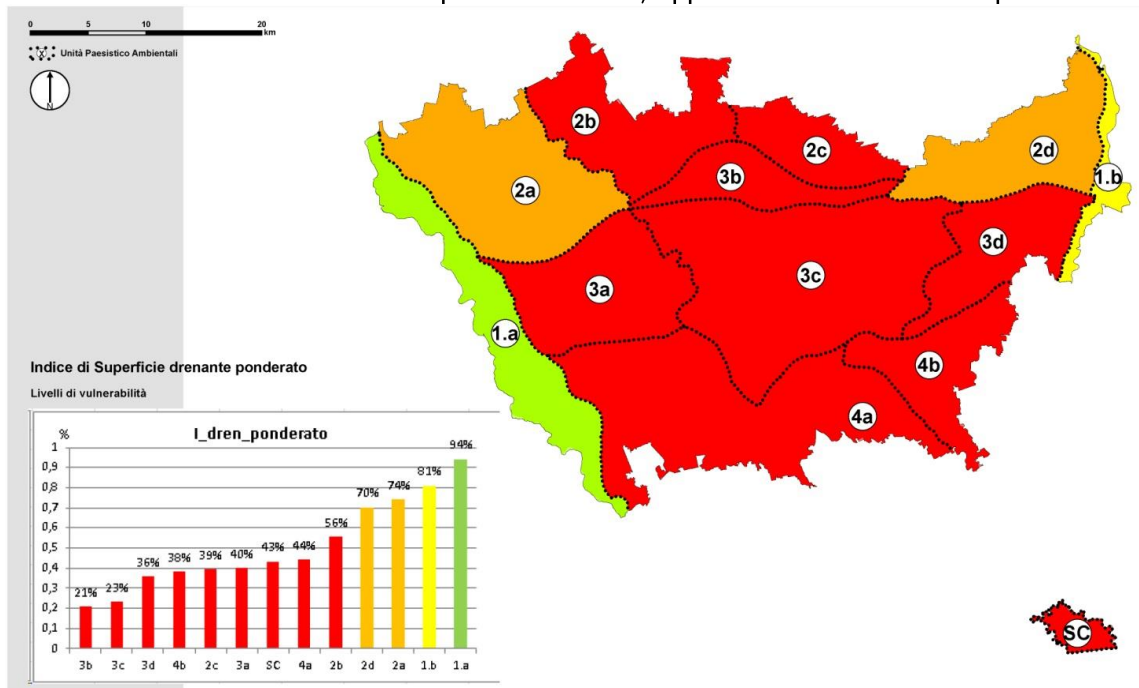 0 5 10 20
km
Unità Paesistico Ambientali
N
2b
2c
2d
3b
1.b
2a
3d
3c
3a
1.a
4b
4a
SC
Indice di Superficie drenante ponderato
Livelli di vulnerabilità
I_dren_ponderato
%
1
0,9
0,8
0,7
0,6
0,5
0,4
0,3
0,2
0,1
0
21% 23% 36% 38% 39% 40% 43% 44% 56% 70% 74% 81% 94%
3b 3c 3d 4b 2c 3a SC 4a 2b 2d 2a 1.b 1.a